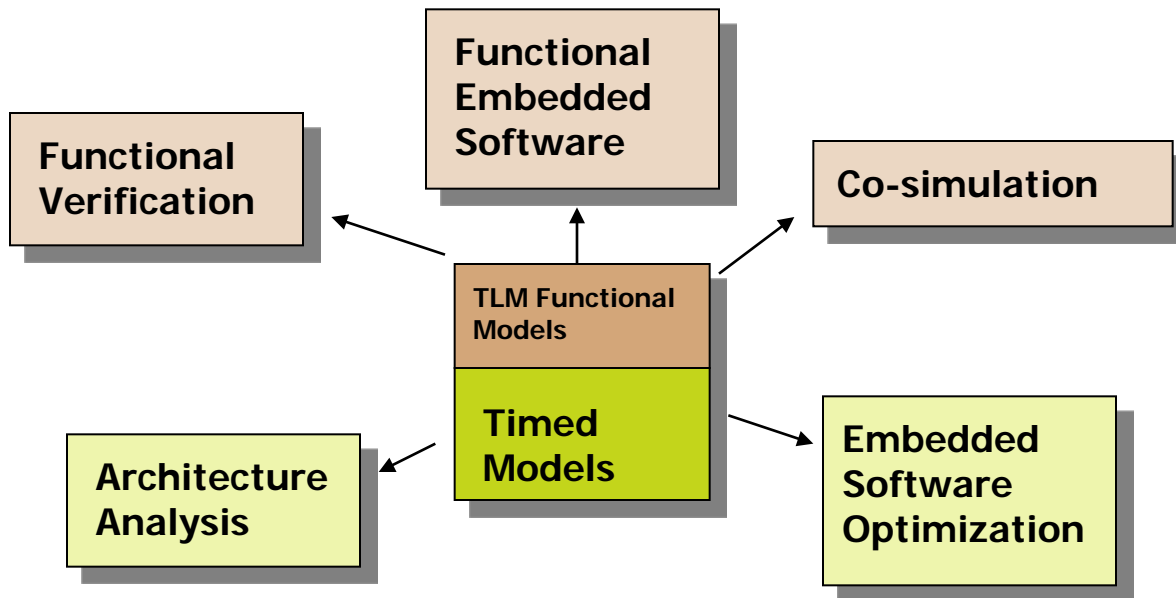 Functional
Embedded
Software
Functional
Verification
Co-simulation
TLM Functional
Models
Timed
Models
Architecture
Analysis
Embedded
Software
Optimization